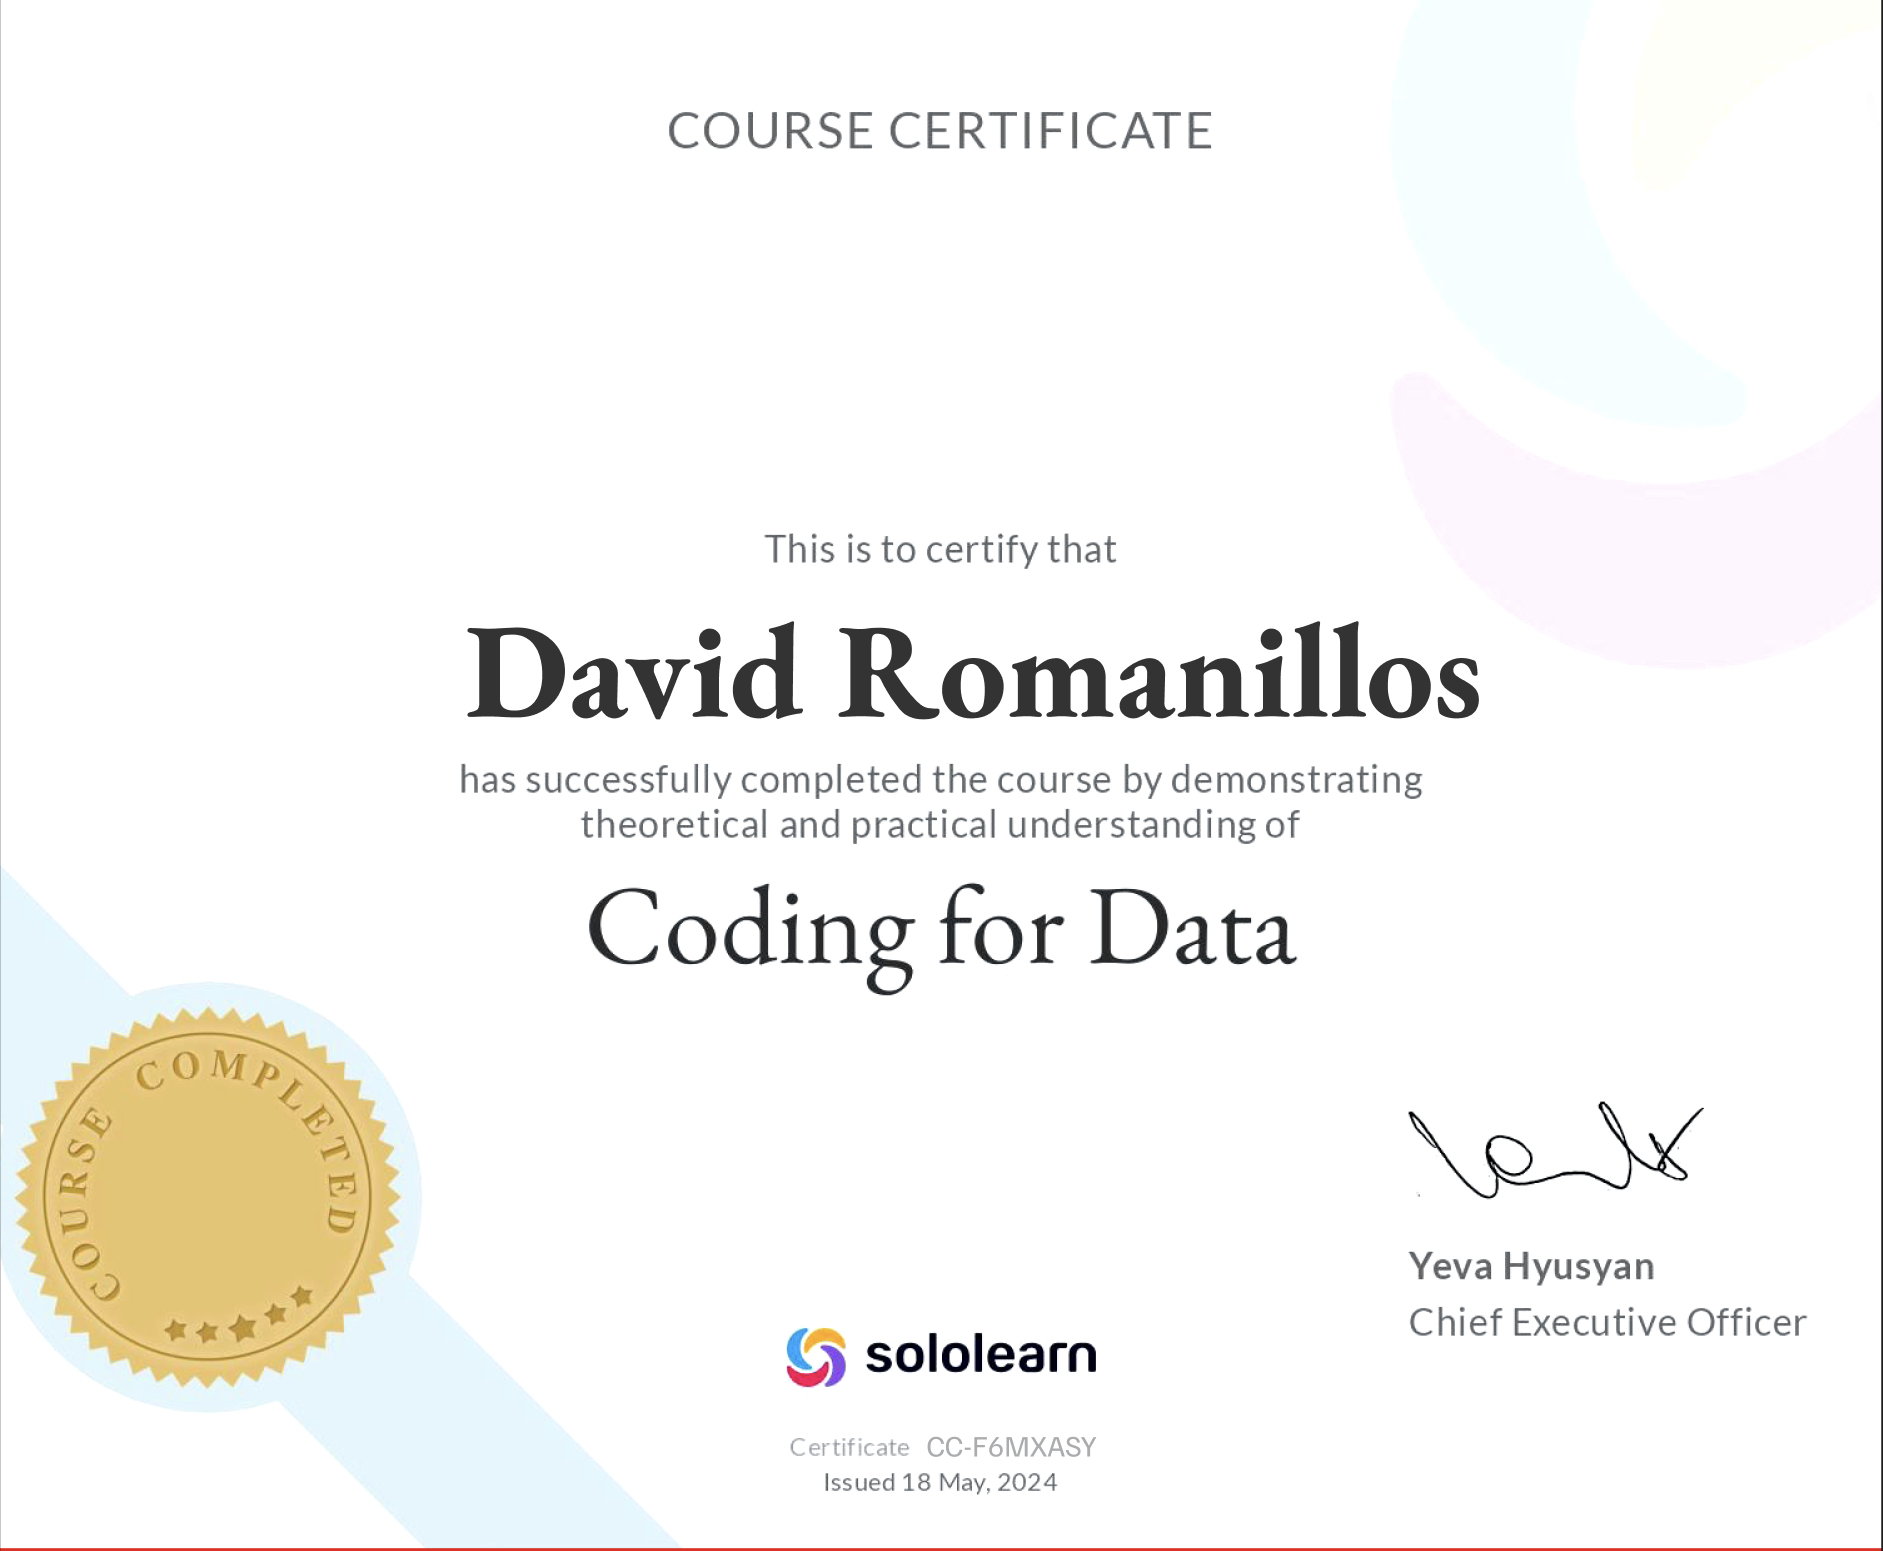 COURSE CERTIFICATE
This is to certify that
David Romanillos
has successfully completed the course by demonstrating
theoretical and practical understanding of
Coding for Data
COURSE COMPLETED
Yeva Hyusyan
Chief Executive Officer
sololearn
Certificate CC-F6MXASY
Issued 18 May, 2024